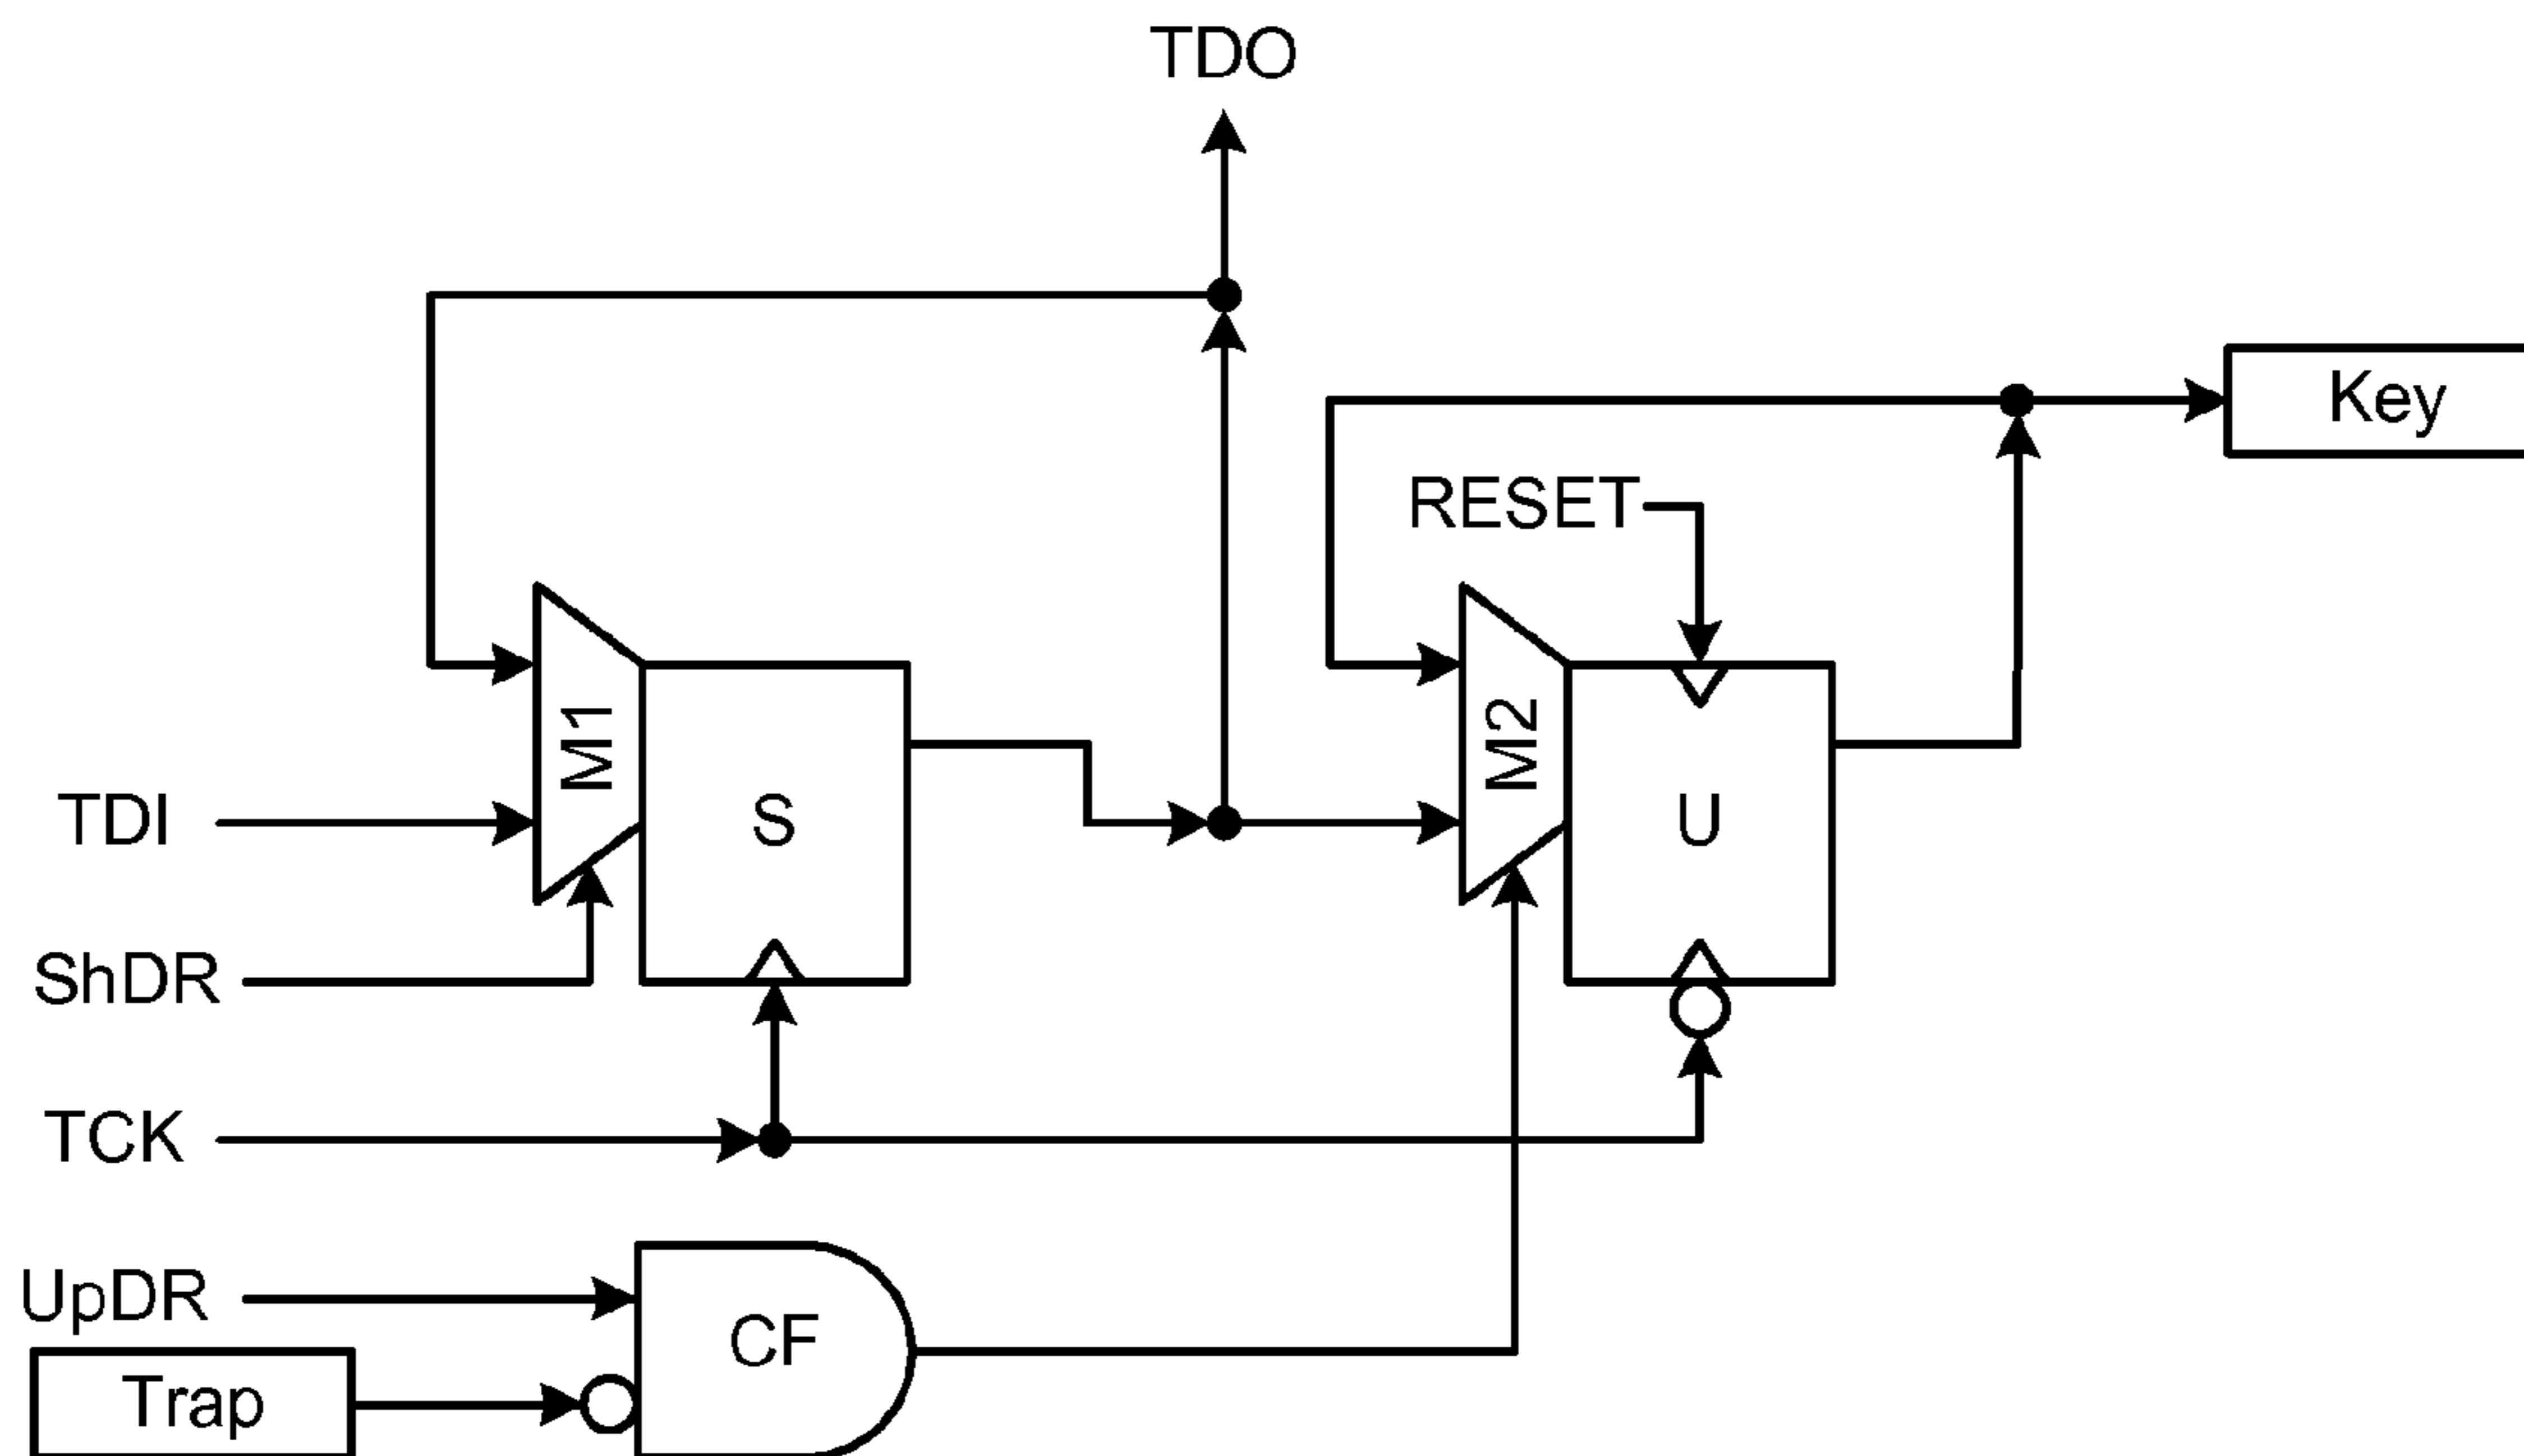 TDO
Key
RESET
M1
M2
TDI
S
U
ShDR
TCK
UpDR
CF
Trap